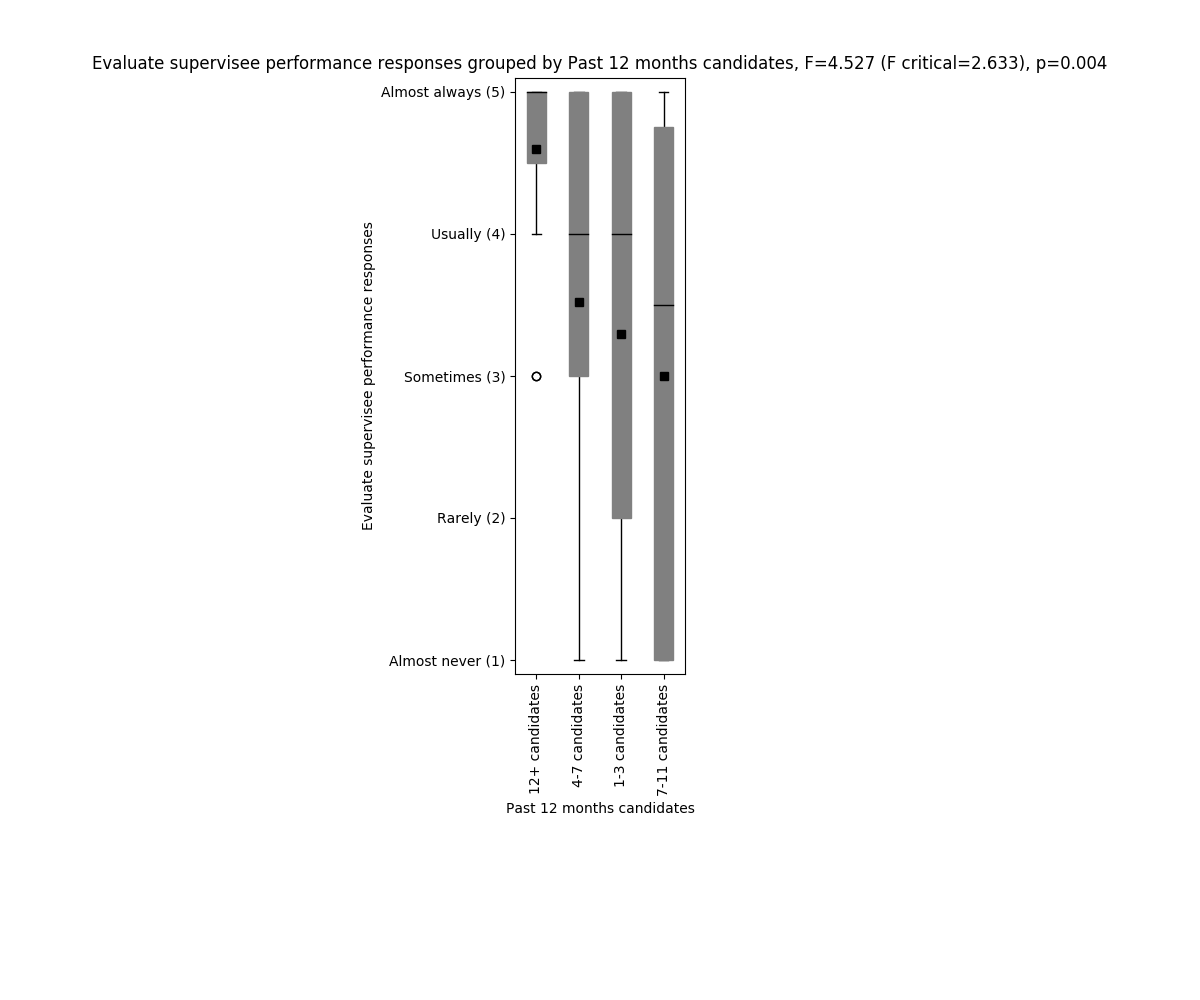 Evaluate supervisee performance responses grouped by Past 12 months candidates, F=4.527 (F critical=2.633), p=0.004
Almost always (5)
Usually (4)
Sometimes (3)
Rarely (2)
Almost never (1)
Evaluate supervisee performance responses
12+ candidates
4-7 candidates
1-3 candidates
7-11 candidates
Past 12 months candidates